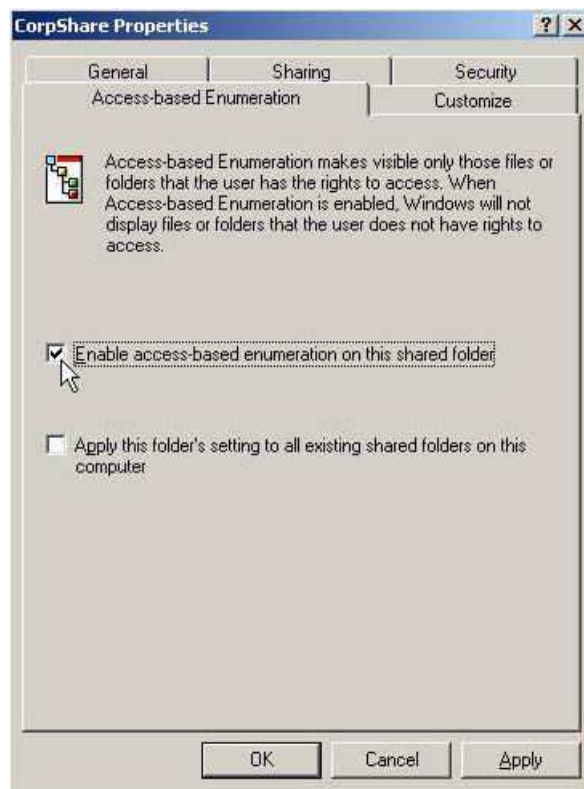 CorpShare Properties
General Sharing Security
Access-based Enumeration Customize
Access-based Enumeration makes visible only those files or
folders that the user has the rights to access. When
Access-based Enumeration is enabled, Windows will not
display files or folders that the user does not have rights to
access.
Enable access-based enumeration on this shared folder
Apply this folder's setting to all existing shared folders on this
computer
OK Cancel Apply